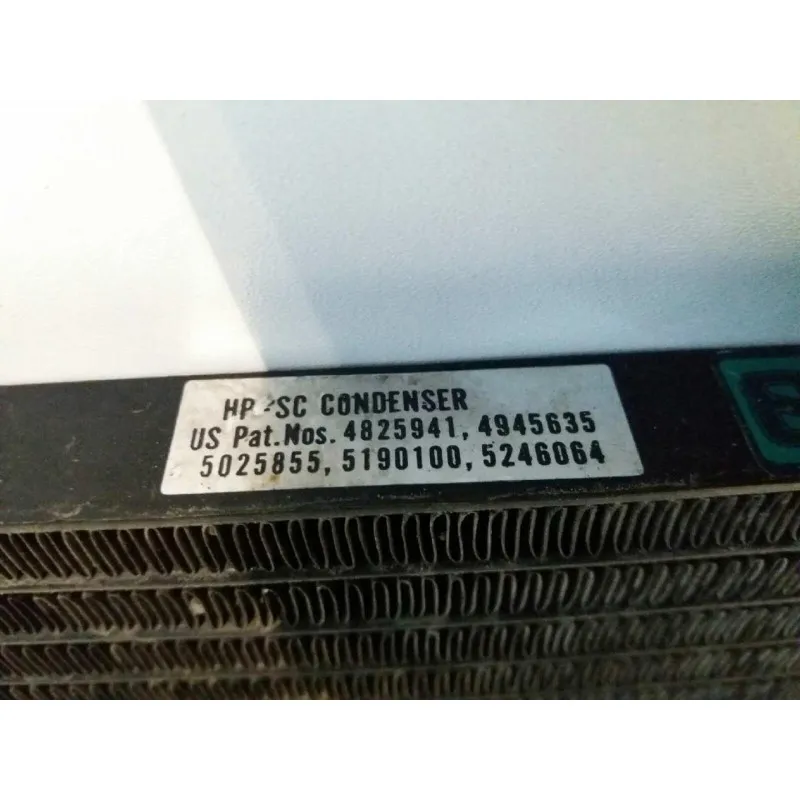 HP-SC CONDENSER
US Pat.Nos. 4825941, 4945635
5025855, 5190100, 5246064